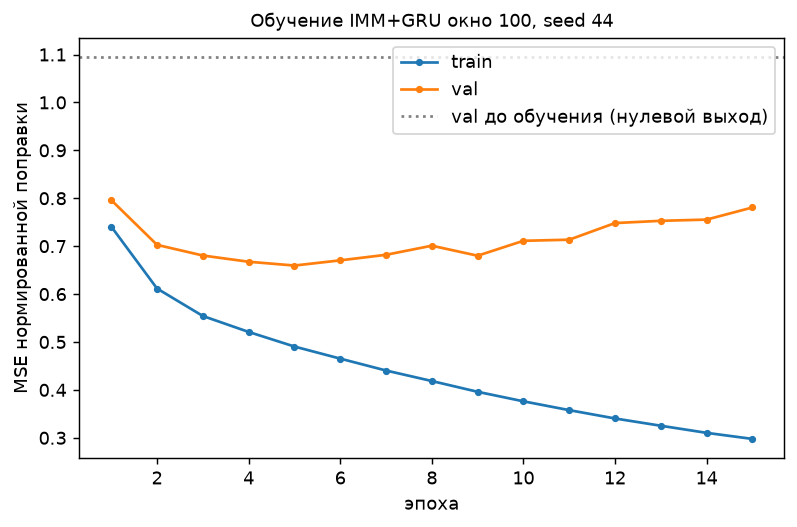 Обучение IMM+GRU окно 100, seed 44
MSE нормированной поправки
1.1
1.0
0.9
0.8
0.7
0.6
0.5
0.4
0.3
train
val
val до обучения (нулевой выход)
2 4 6 8 10 12 14
эпоха